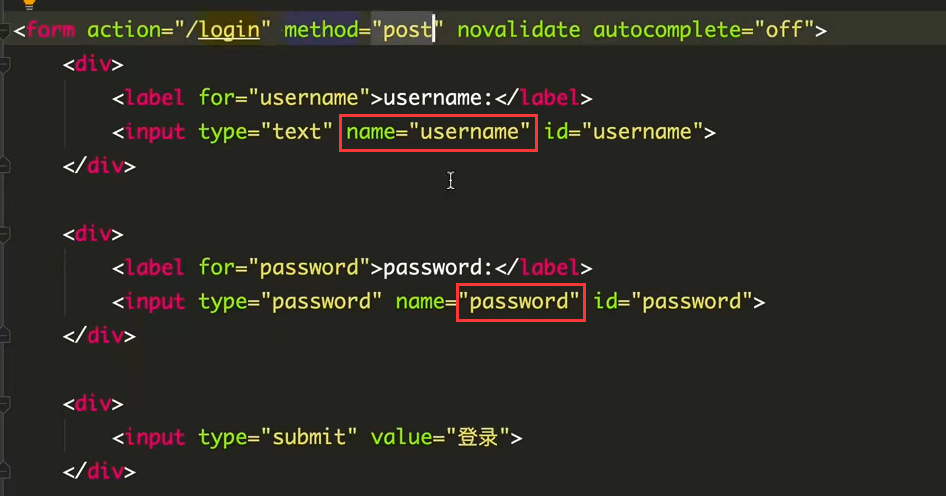 <form action="/login" method="post" novalidate autocomplete="off">
<div>
<label for="username">username:</label>
<input type="text" name="username" id="username">
</div>
<div>
<label for="password">password:</label>
<input type="password" name="password" id="password">
</div>
<div>
<input type="submit" value="登录">
</div>